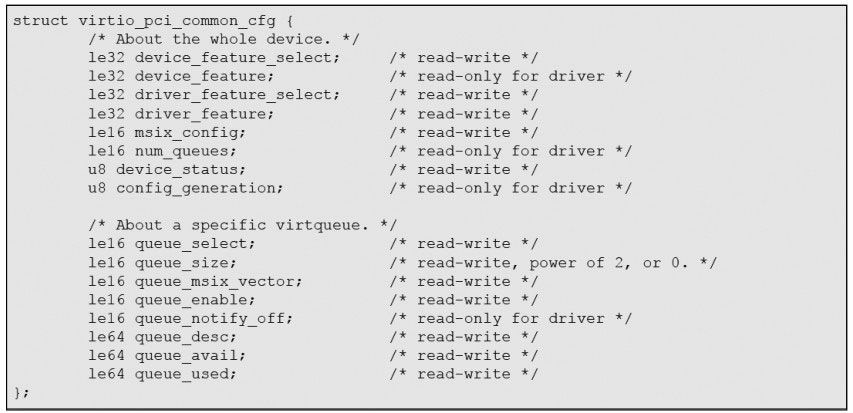 struct virtio_pci_common_cfg {
        /* About the whole device. */
        le32 device_feature_select;     /* read-write */
        le32 device_feature;            /* read-only for driver */
        le32 driver_feature_select;     /* read-write */
        le32 driver_feature;            /* read-write */
        le16 msix_config;               /* read-write */
        le16 num_queues;                /* read-only for driver */
        u8 device_status;               /* read-write */
        u8 config_generation;           /* read-only for driver */

        /* About a specific virtqueue. */
        le16 queue_select;              /* read-write */
        le16 queue_size;                /* read-write, power of 2, or 0. */
        le16 queue_msix_vector;         /* read-write */
        le16 queue_enable;              /* read-write */
        le16 queue_notify_off;          /* read-only for driver */
        le64 queue_desc;                /* read-write */
        le64 queue_avail;               /* read-write */
        le64 queue_used;                /* read-write */
};